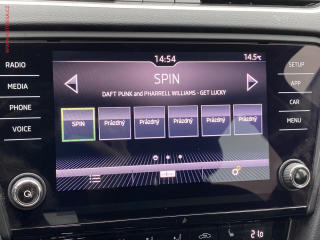 14:54
14.5°C
RADIO
MEDIA
PHONE
VOICE
SPIN
DAFT PUNK and PHARRELL WILLIAMS - GET LUCKY
SPIN
Prázdný
Prázdný
Prázdný
Prázdný
Prázdný
SETUP
APP
CAR
MENU